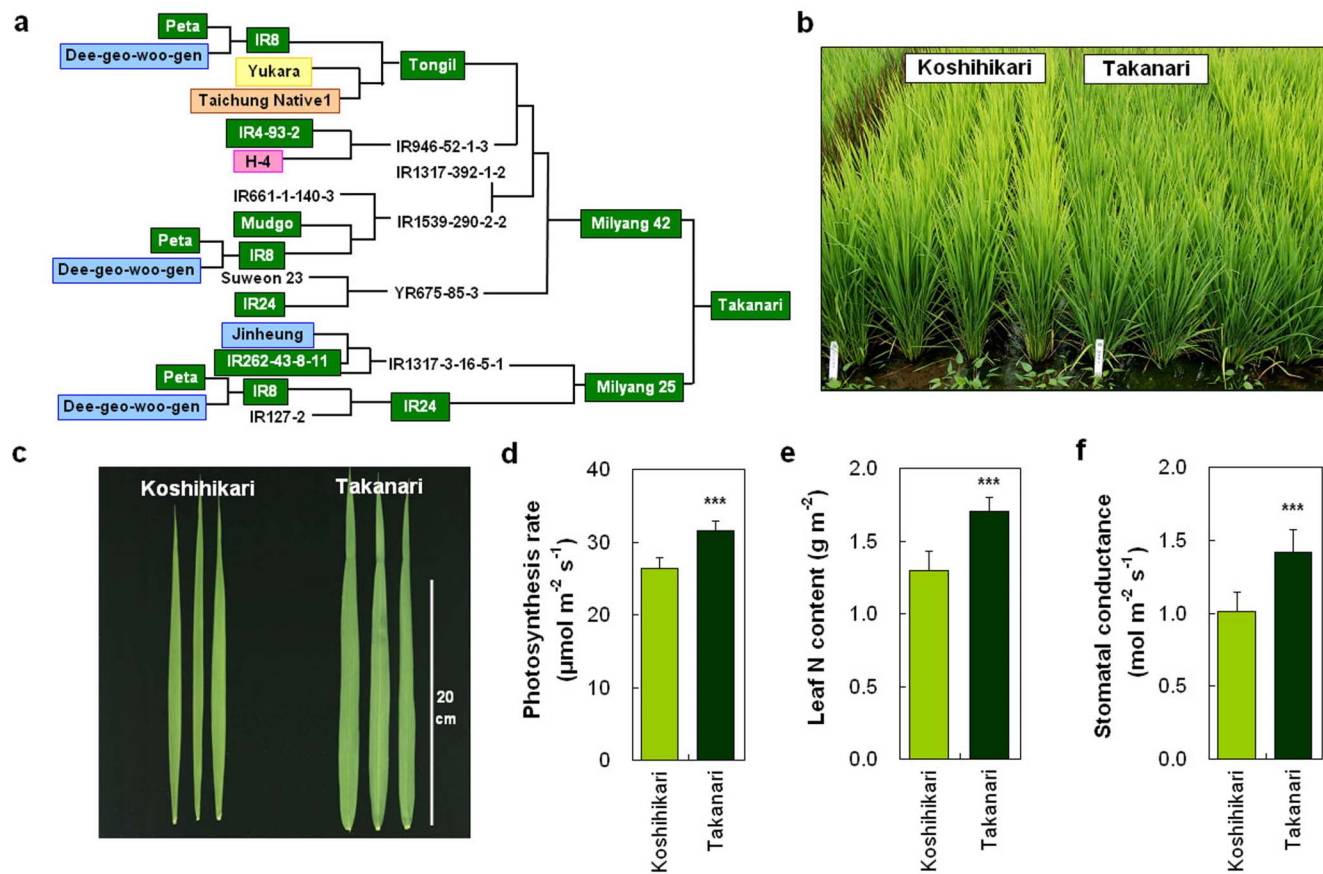 a
Peta
Dee-geo-woo-gen
IR8
Yukara
Taichung Native1
Tongil
IR4-93-2
H-4
IR946-52-1-3
IR1317-392-1-2
IR661-1-140-3
Mudgo
IR1539-290-2-2
Peta
Dee-geo-woo-gen
IR8
Suweon 23
IR24
YR675-85-3
Milyang 42
Takanari
Jinheung
IR262-43-8-11
IR1317-3-16-5-1
Peta
Dee-geo-woo-gen
IR8
IR127-2
IR24
Milyang 25
b
Koshihikari
Takanari
c
Koshihikari
Takanari
20
cm
d
Photosynthesis rate
(μmol m-2 s-1)
40
30
20
10
0
***
Koshihikari
Takanari
e
Leaf N content (g m-2)
2.0
1.5
1.0
0.5
0.0
***
Koshihikari
Takanari
f
Stomatal conductance
(mol m-2 s-1)
2.0
1.5
1.0
0.5
0.0
***
Koshihikari
Takanari